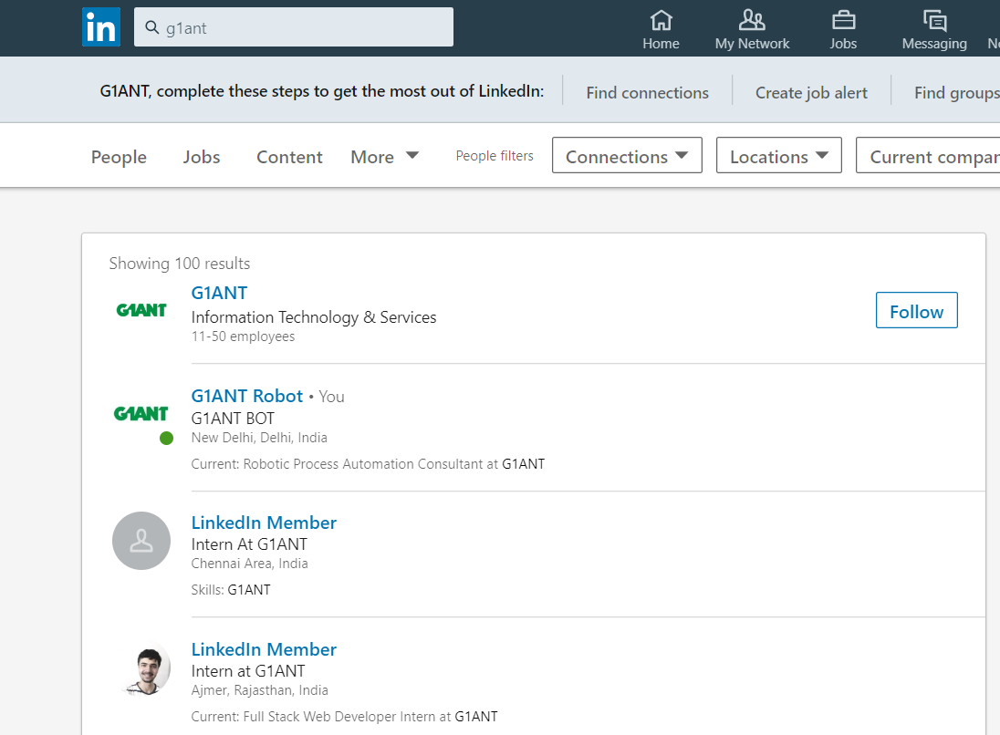 in
g1ant
Home
My Network
Jobs
Messaging
G1ANT, complete these steps to get the most out of LinkedIn:
Find connections
Create job alert
Find groups
People
Jobs
Content
More
People filters
Connections
Locations
Current compan
Showing 100 results
G1ANT
G1ANT
Information Technology & Services
11-50 employees
Follow
G1ANT
G1ANT Robot • You
G1ANT BOT
New Delhi, Delhi, India
Current: Robotic Process Automation Consultant at G1ANT
LinkedIn Member
Intern At G1ANT
Chennai Area, India
Skills: G1ANT
LinkedIn Member
Intern at G1ANT
Ajmer, Rajasthan, India
Current: Full Stack Web Developer Intern at G1ANT